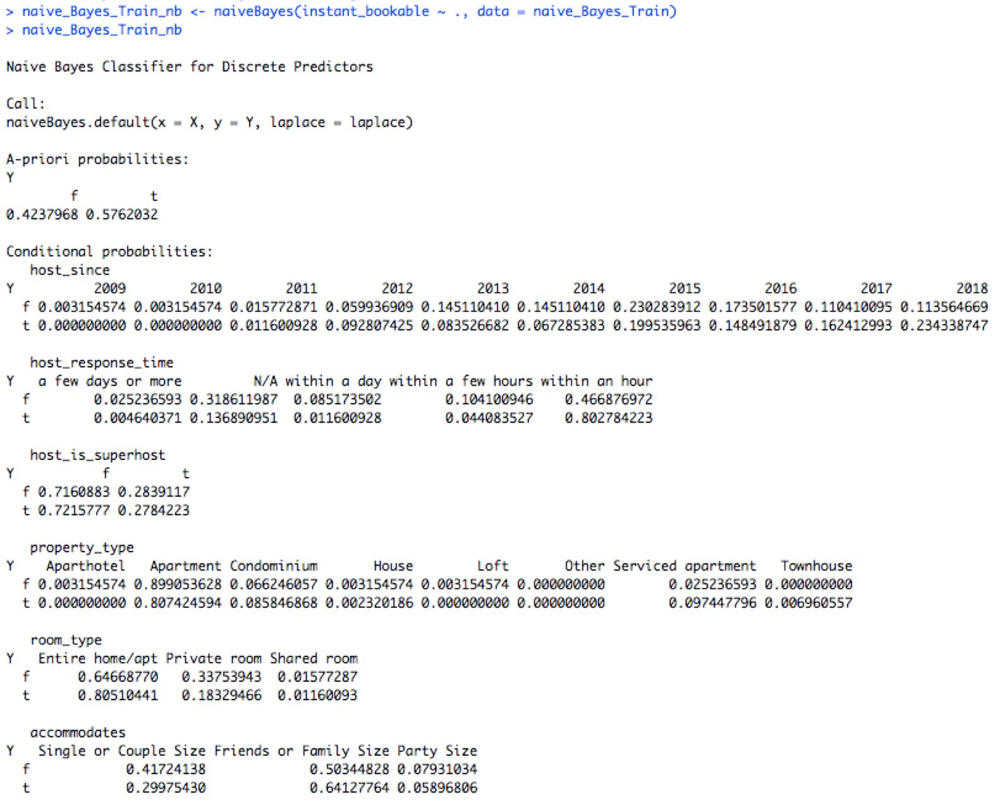 > naive_Bayes_Train_nb <- naiveBayes(instant_bookable ~ ., data = naive_Bayes_Train)
> naive_Bayes_Train_nb
Naive Bayes Classifier for Discrete Predictors
Call:
naiveBayes.default(x = X, y = Y, laplace = laplace)
A-priori probabilities:
Y
f t
0.4237968 0.5762032
Conditional probabilities:
host_since
Y 2009 2010 2011 2012 2013 2014 2015 2016 2017 2018
f 0.003154574 0.003154574 0.015772871 0.059936909 0.145110410 0.145110410 0.230283912 0.173501577 0.110410095 0.113564669
t 0.000000000 0.000000000 0.011600928 0.092807425 0.083526682 0.067285383 0.199535963 0.148491879 0.162412993 0.234338747
host_response_time
Y a few days or more N/A within a day within a few hours within an hour
f 0.025236593 0.318611987 0.085173502 0.104100946 0.466876972
t 0.004640371 0.136890951 0.011600928 0.044083527 0.802784223
host_is_superhost
Y f t
f 0.7160883 0.2839117
t 0.7215777 0.2784223
property_type
Y Aparthotel Apartment Condominium House Loft Other Serviced apartment Townhouse
f 0.003154574 0.899053628 0.066246057 0.003154574 0.003154574 0.000000000 0.025236593 0.000000000
t 0.000000000 0.807424594 0.085846868 0.002320186 0.000000000 0.000000000 0.097447796 0.006960557
room_type
Y Entire home/apt Private room Shared room
f 0.64668770 0.33753943 0.01577287
t 0.80510441 0.18329466 0.01160093
accommodates
Y Single or Couple Size Friends or Family Size Party Size
f 0.41724138 0.50344828 0.07931034
t 0.29975430 0.64127764 0.05896806